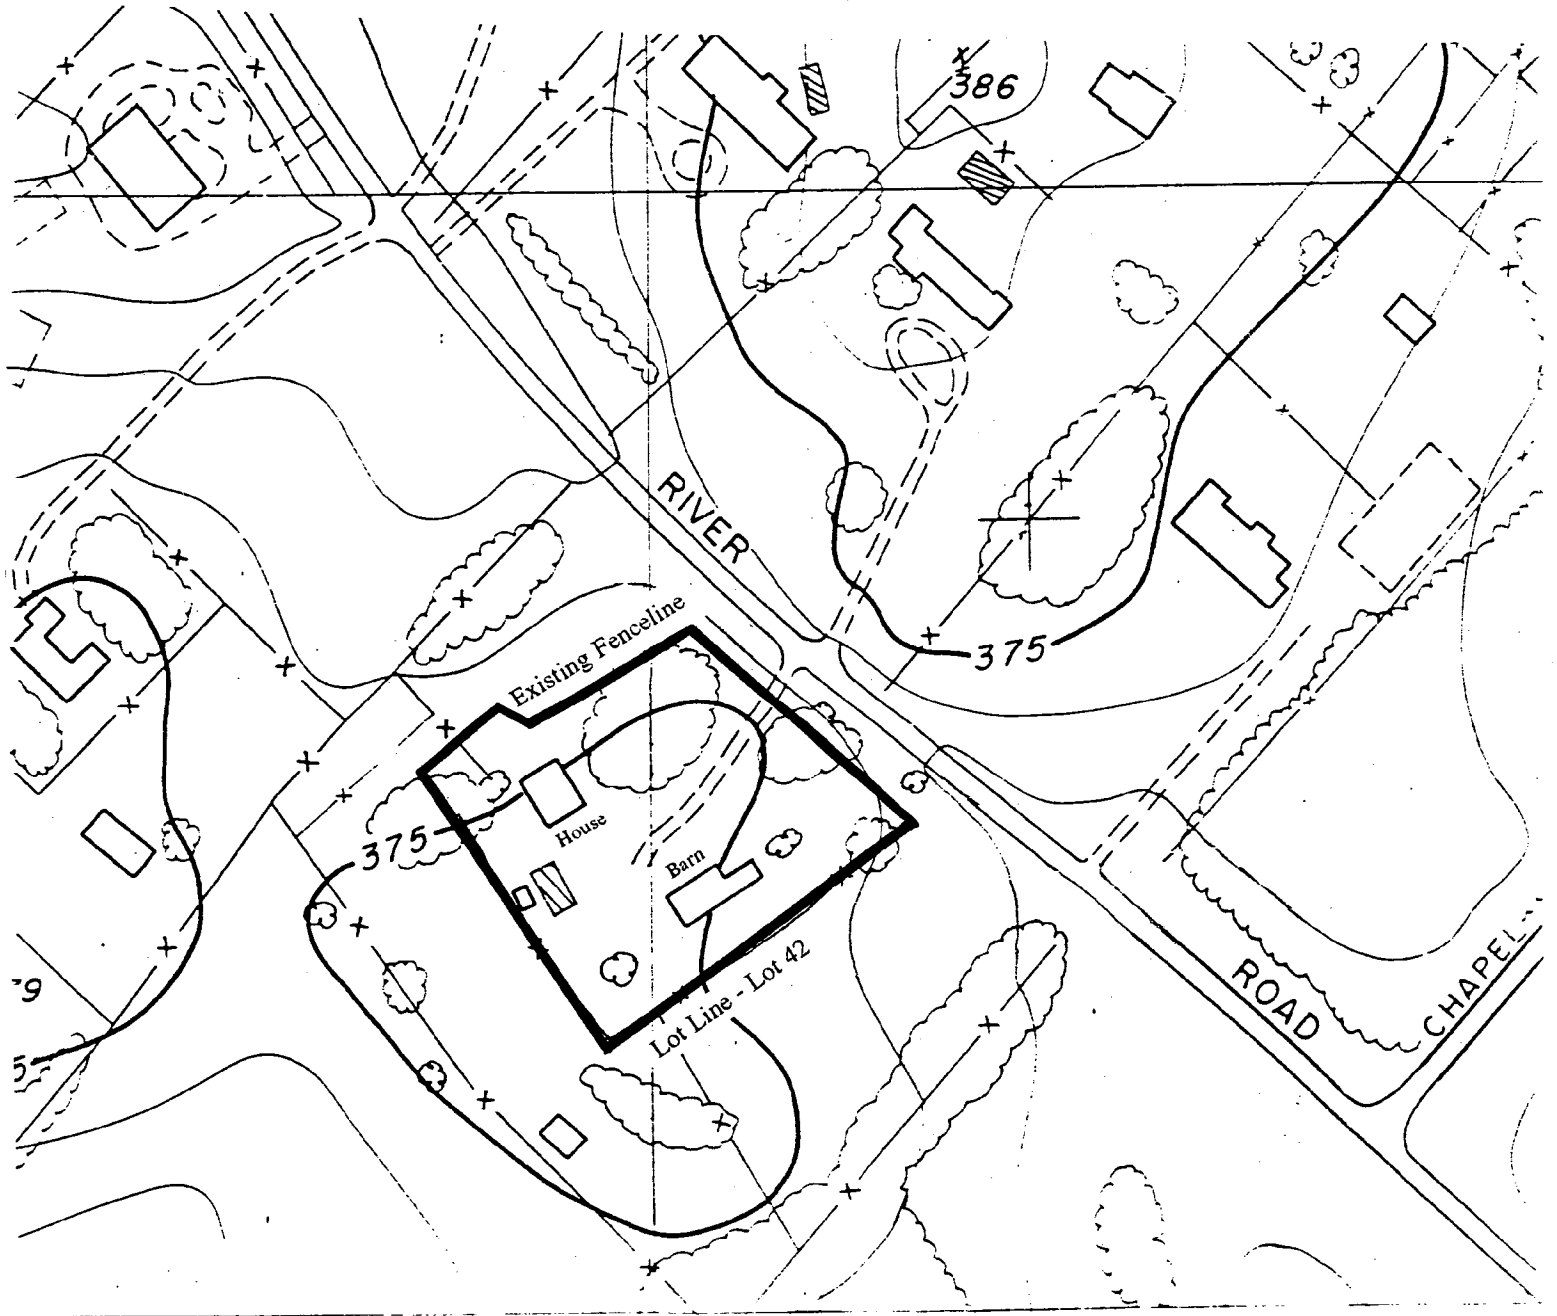 386
RIVER
Existing Fenceline
375
House
375
Barn
Lot Line - Lot 42
ROAD
CHAPEL